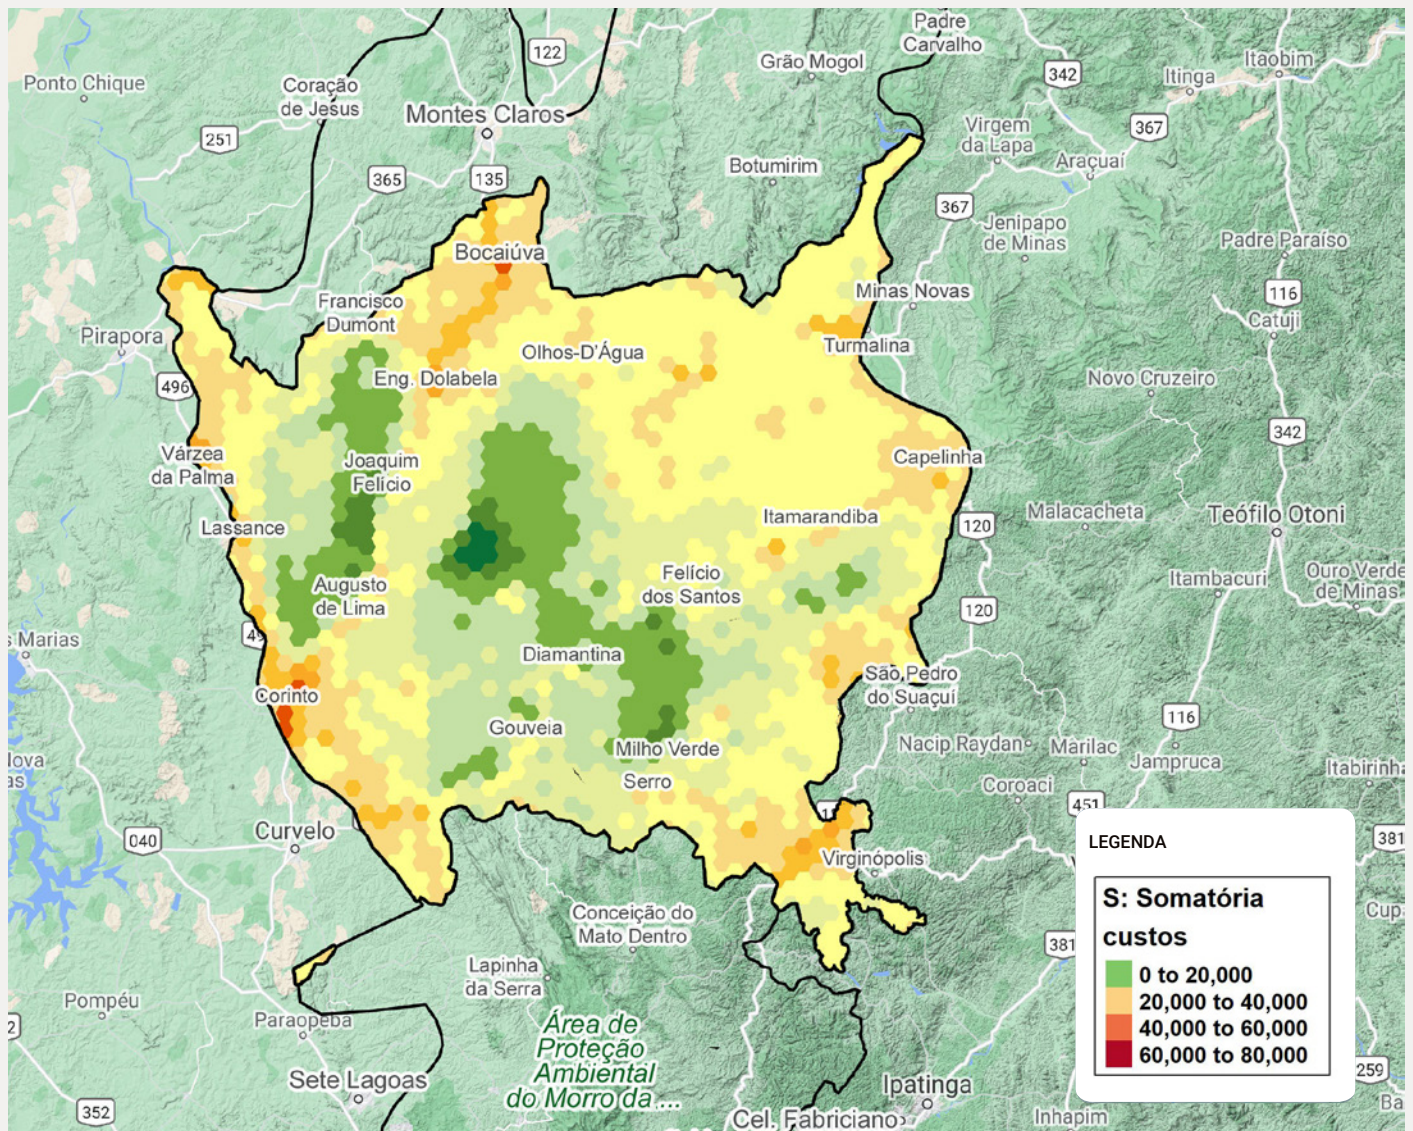 Padre
Carvalho
122
Grão Mogol
342
Itaobim
Itinga
Ponto Chique
Coração
de Jesus
Montes Claros
251
Virgem
da Lapa
367
Araçuaí
Botumirim
365
135
367
Jenipapo
de Minas
Padre Paraíso
Bocaiúva
Minas Novas
116
Francisco
Dumont
Catuji
Pirapora
Turmalina
Olhos-D'Água
Eng. Dolabela
496
Novo Cruzeiro
342
Várzea
da Palma
Joaquim
Felício
Capelinha
Lassance
Itamarandiba
120
Malacacheta
Teófilo Otoni
Augusto
de Lima
Felício
dos Santos
Itambacuri
Ouro Verde
de Minas
120
s Marias
49
Diamantina
São Pedro
do Suaçuí
Corinto
116
Gouveia
Milho Verde
Nacip Raydan
Marilac
Jampruca
Serro
Coroaci
Itabirinha
451
040
Curvelo
Virginópolis
381
Conceição do
Mato Dentro
381
Lapinha
da Serra
Pompéu
Paraopeba
Área de
Proteção
Ambiental
do Morro da ...
Sete Lagoas
352
Ipatinga
Cel. Fabriciano
Inhapim
259
LEGENDA
S: Somatória
custos
0 to 20,000
20,000 to 40,000
40,000 to 60,000
60,000 to 80,000